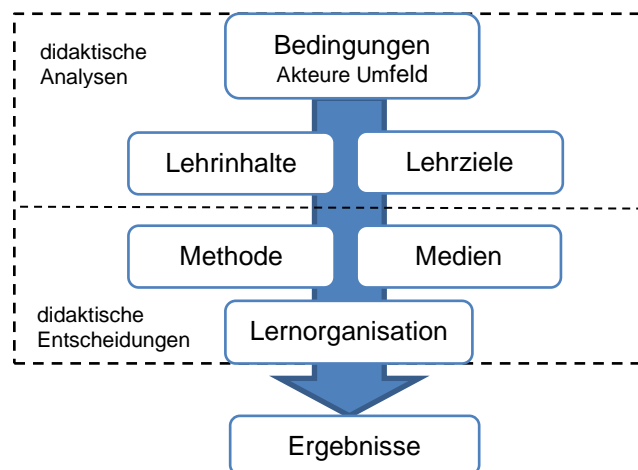 didaktische
Analysen
Bedingungen
Akteure Umfeld
Lehrinhalte
Lehrziele
Methode
Medien
didaktische
Entscheidungen
Lernorganisation
Ergebnisse